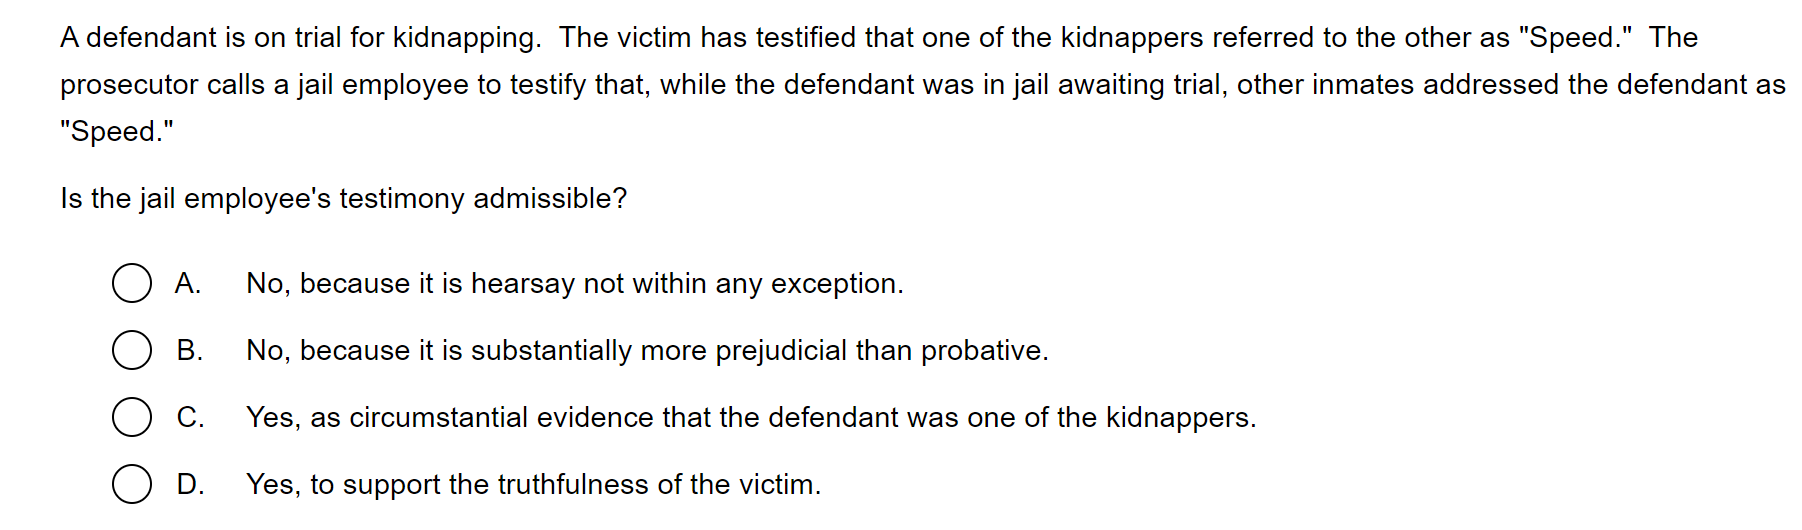 A defendant is on trial for kidnapping.  The victim has testified that one of the kidnappers referred to the other as "Speed."  The
prosecutor calls a jail employee to testify that, while the defendant was in jail awaiting trial, other inmates addressed the defendant as
"Speed."
Is the jail employee's testimony admissible?
A. No, because it is hearsay not within any exception.
B. No, because it is substantially more prejudicial than probative.
C. Yes, as circumstantial evidence that the defendant was one of the kidnappers.
D. Yes, to support the truthfulness of the victim.